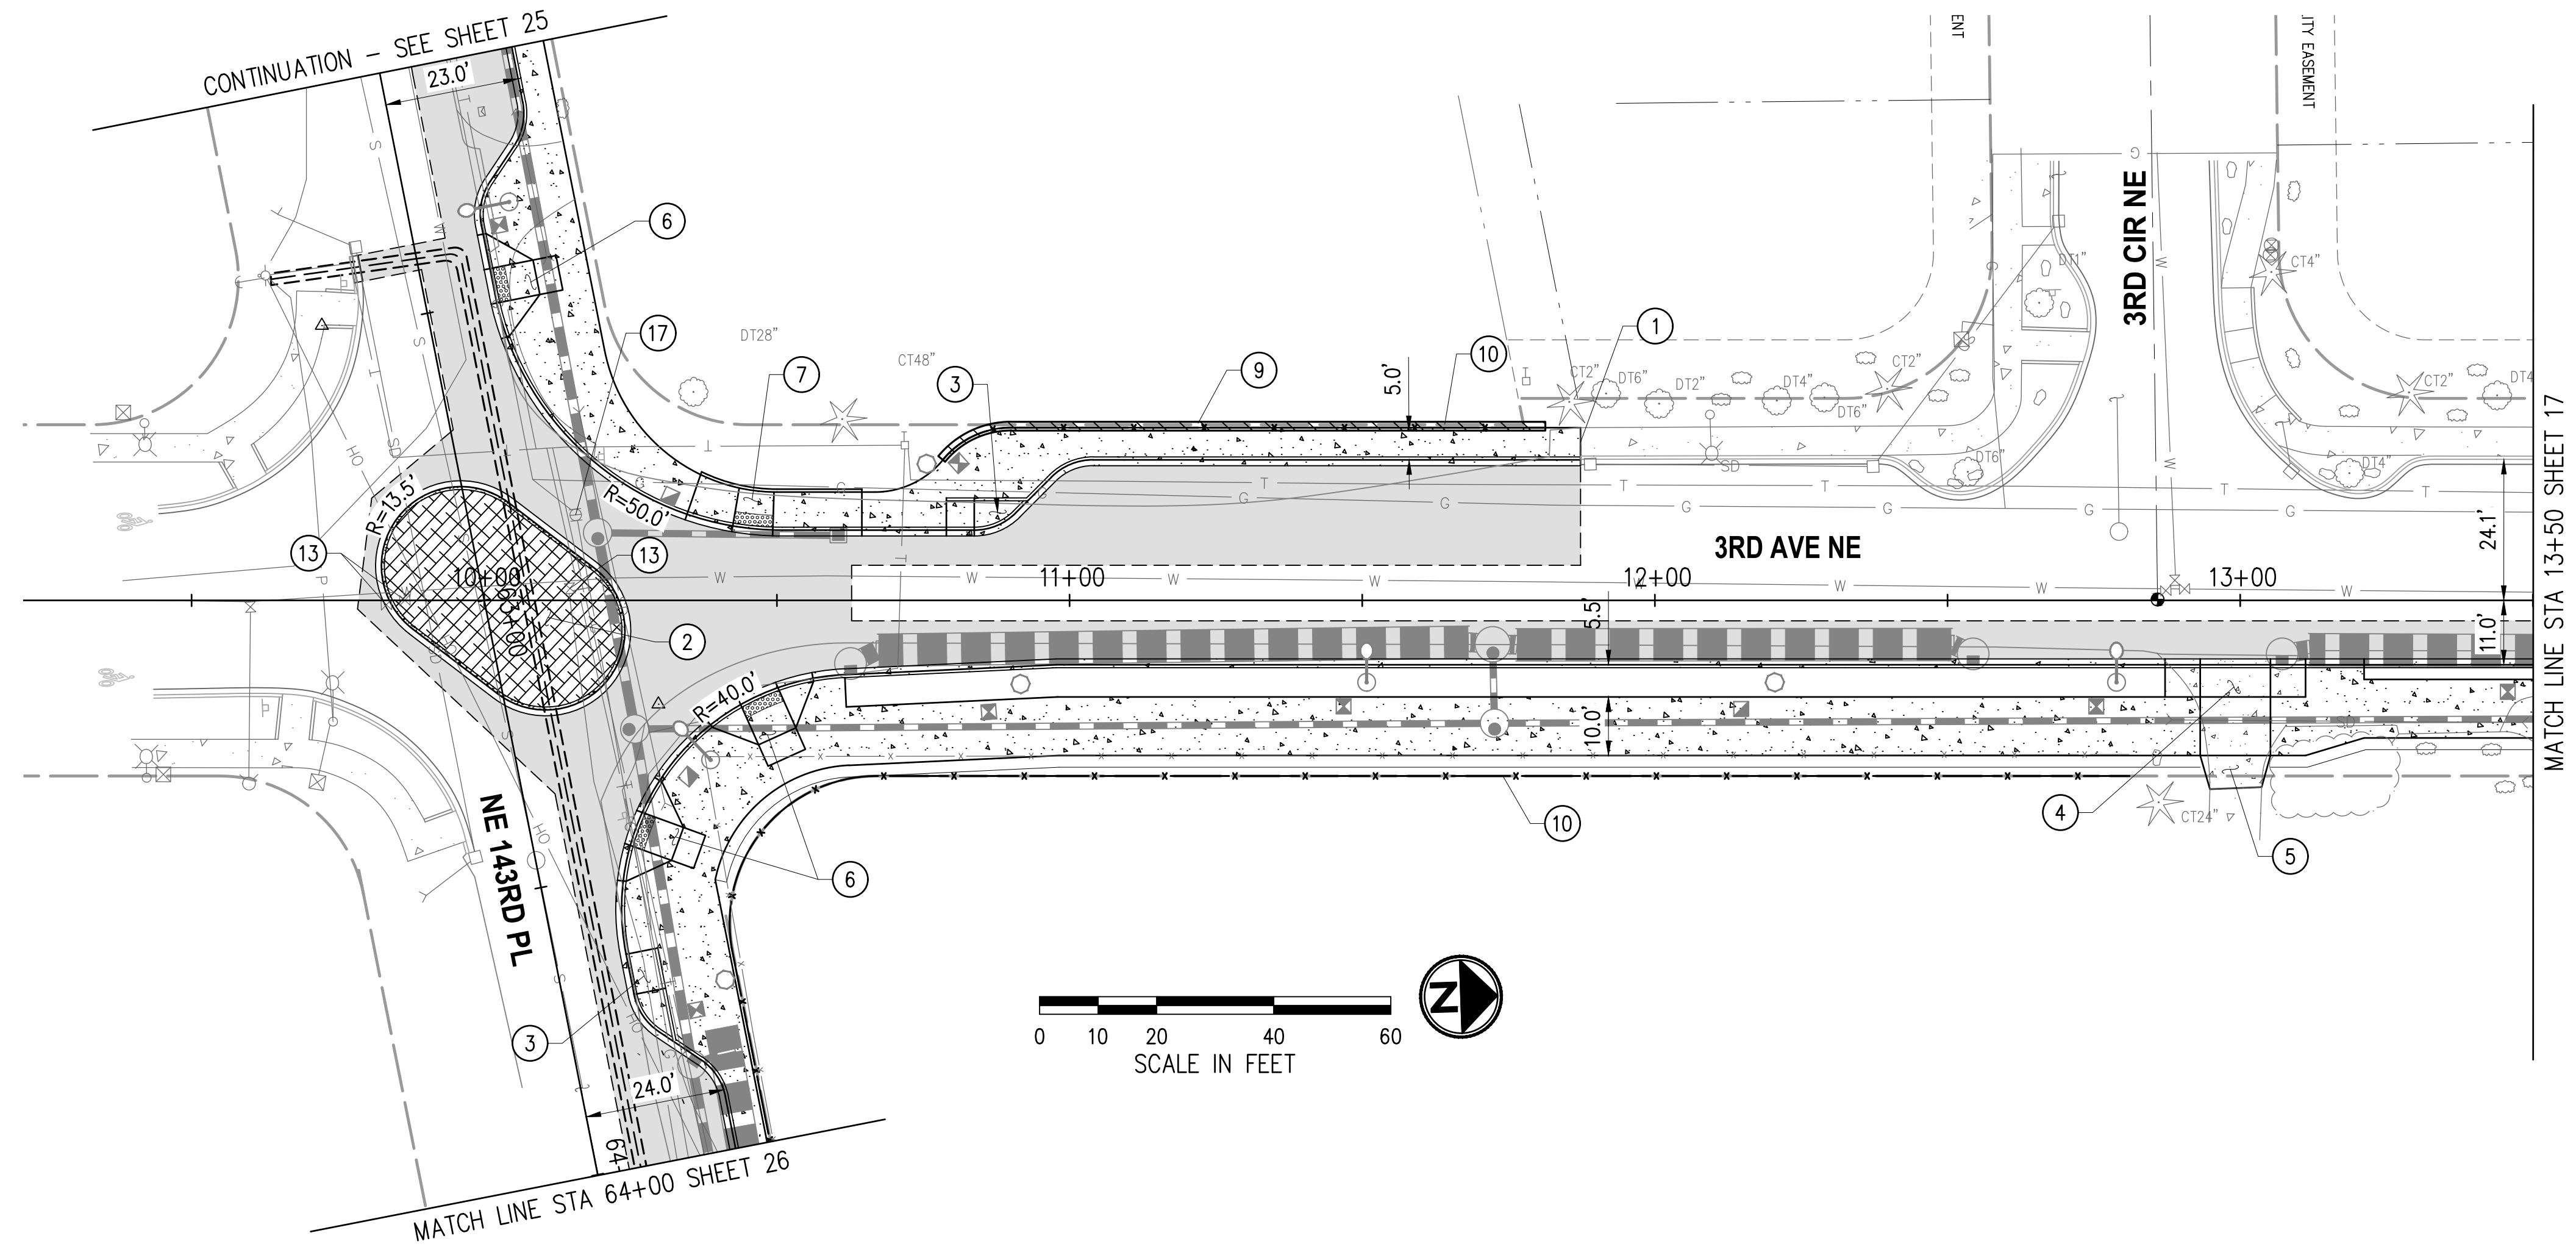 CONTINUATION – SEE SHEET 25
23.0'
ENT
ITY EASEMENT
3RD CIR NE
6
17
DT28"
7
CT48"
3
9
10
1
5.0'
CT2"
DT6"
DT2"
DT4"
DT6"
CT2"
DT6"
DT1"
CT4"
CT2"
DT4
DT4"
SD
R=13.5'
R=50.0'
13
13
10+00
63+00
2
11+00
12+00
13+00
3RD AVE NE
24.1'
11.0'
5.5'
10.0'
R=40.0'
NE 143RD PL
6
10
4
CT24"
5
3
24.0'
64+
MATCH LINE STA 64+00 SHEET 26
MATCH LINE STA 13+50 SHEET 17
0 10 20 40 60
SCALE IN FEET
Z